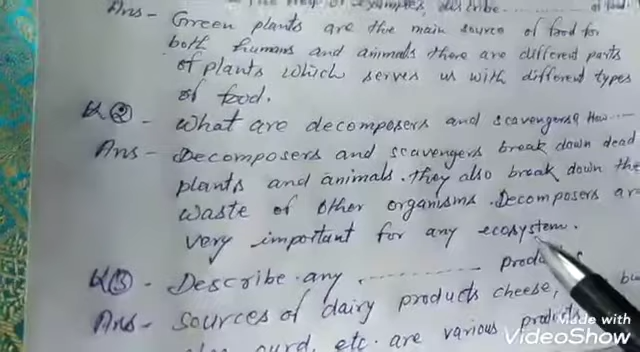 describe
Ans - Green plants are the main source of food for
both humans and animals there are different parts
of plants which serves us with different types
of food.
Q② - What are decomposers and scavengers?
Ans - Decomposers and scavengers break down dead
plants and animals. They also break down the
waste of other organisms. Decomposers are
very important for any ecosystem.
Q③ - Describe any ----------
Ans - Sources of dairy products cheese,
curd, etc. are various
Made with
VideoShow